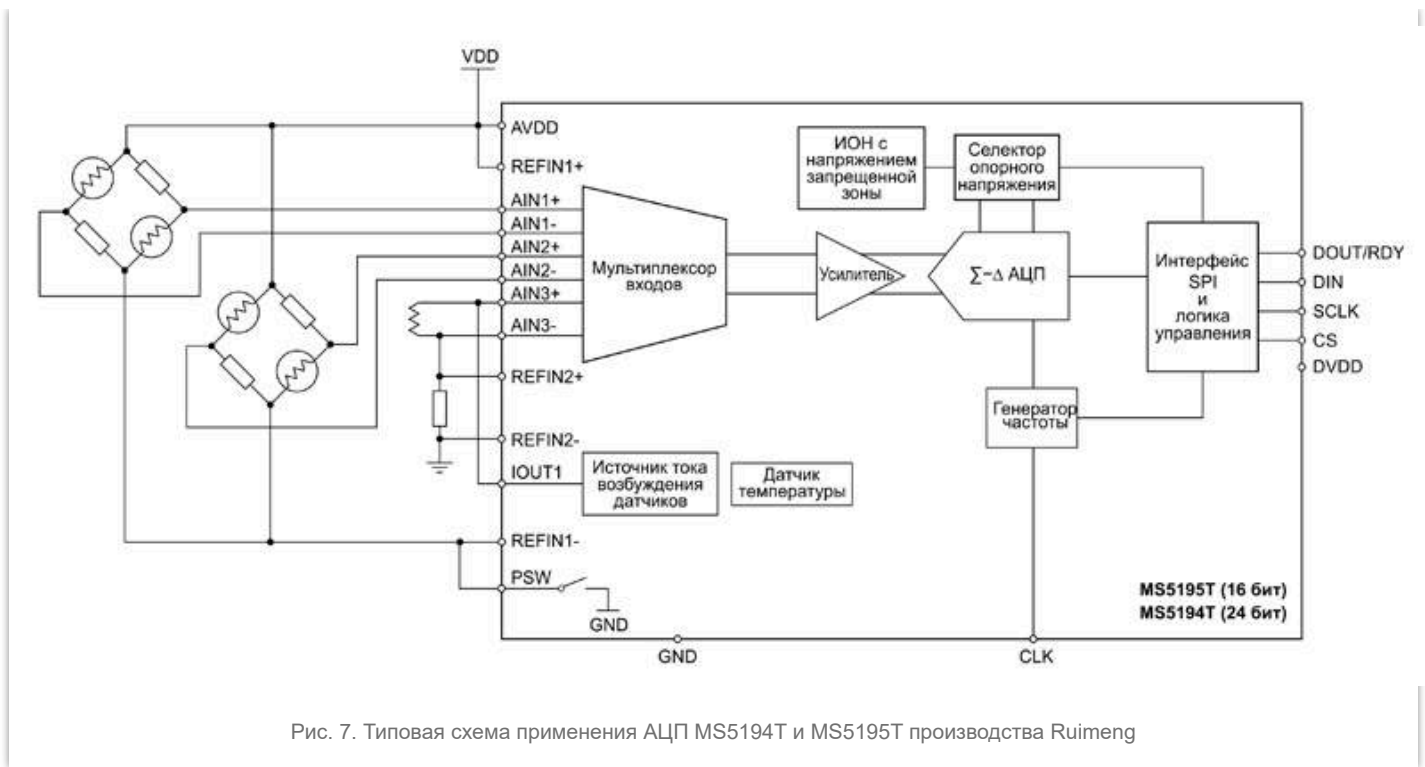 VDD
AVDD
REFIN1+
AIN1+
AIN1-
AIN2+
AIN2-
AIN3+
AIN3-
REFIN2+
REFIN2-
IOUT1
REFIN1-
PSW
GND
Мультиплексор
входов
Усилитель
ИОН с
напряжением
запрещенной
зоны
Селектор
опорного
напряжения
∑-Δ АЦП
Интерфейс
SPI
и
логика
управления
DOUT/RDY
DIN
SCLK
CS
DVDD
Генератор
частоты
Источник тока
возбуждения
датчиков
Датчик
температуры
MS5195T (16 бит)
MS5194T (24 бит)
GND
CLK
Рис. 7. Типовая схема применения АЦП MS5194T и MS5195T производства Ruimeng